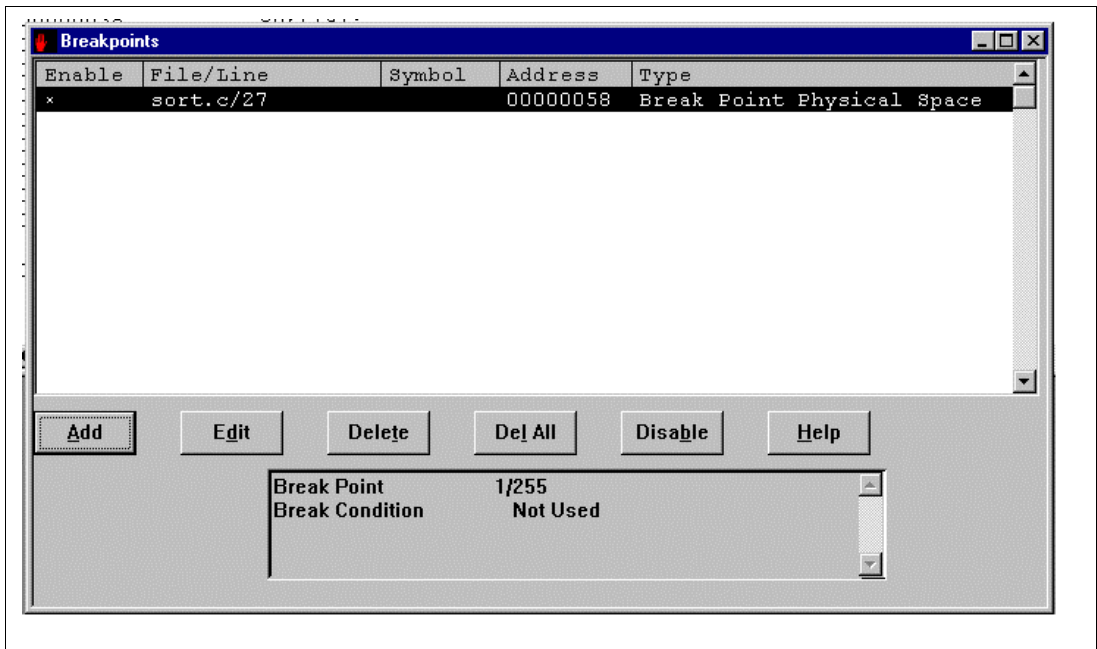 Breakpoints
Enable File/Line Symbol Address Type
× sort.c/27 00000058 Break Point Physical Space
Add Edit Delete Del All Disable Help
Break Point 1/255
Break Condition Not Used